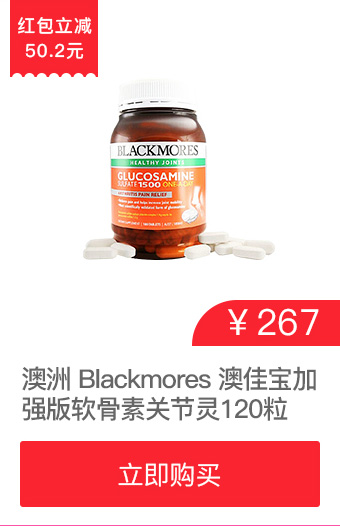 红包立减
50.2元
BLACKMORES
HEALTHY JOINTS
GLUCOSAMINE
SULFATE 1500 ONE-A-DAY
ARTHRITIS PAIN RELIEF
¥ 267
澳洲 Blackmores 澳佳宝加
强版软骨素关节灵120粒
立即购买